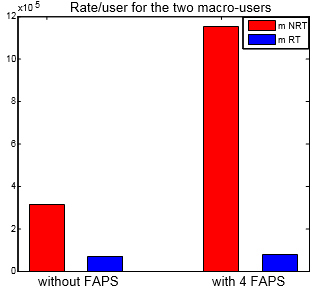 x10 5
Rate/user for the two macro-users
m NRT
m RT
12
10
8
6
4
2
0
without FAPS
with 4 FAPS